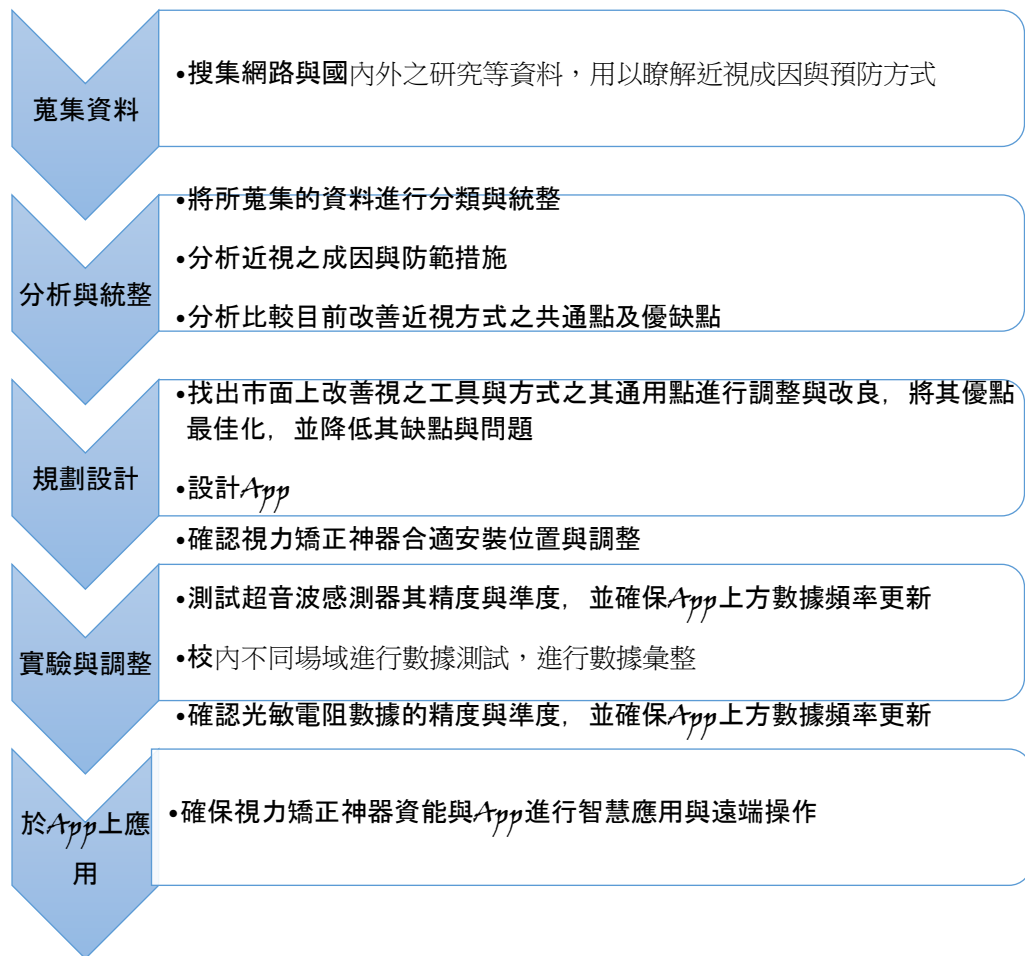 蒐集資料
•搜集網路與國內外之研究等資料，用以瞭解近視成因與預防方式
分析與統整
•將所蒐集的資料進行分類與統整
•分析近視之成因與防範措施
•分析比較目前改善近視方式之共通點及優缺點
規劃設計
•找出市面上改善視之工具與方式之其通用點進行調整與改良，將其優點
最佳化，並降低其缺點與問題
•設計App
•確認視力矯正神器合適安裝位置與調整
實驗與調整
•測試超音波感測器其精度與準度，並確保App上方數據頻率更新
•校內不同場域進行數據測試，進行數據彙整
•確認光敏電阻數據的精度與準度，並確保App上方數據頻率更新
於App上應
用
•確保視力矯正神器資能與App進行智慧應用與遠端操作